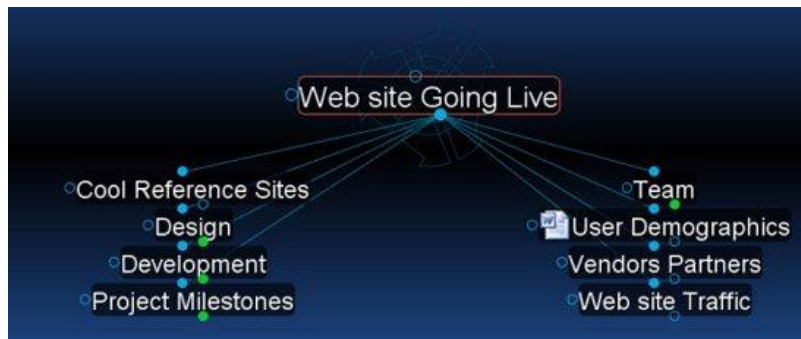 Web site Going Live
Cool Reference Sites
Design
Development
Project Milestones
Team
User Demographics
Vendors Partners
Web site Traffic